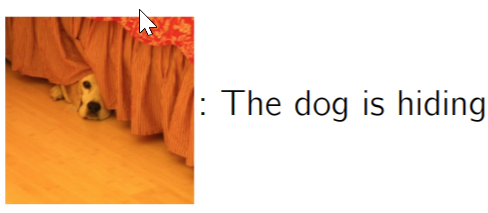 : The dog is hiding